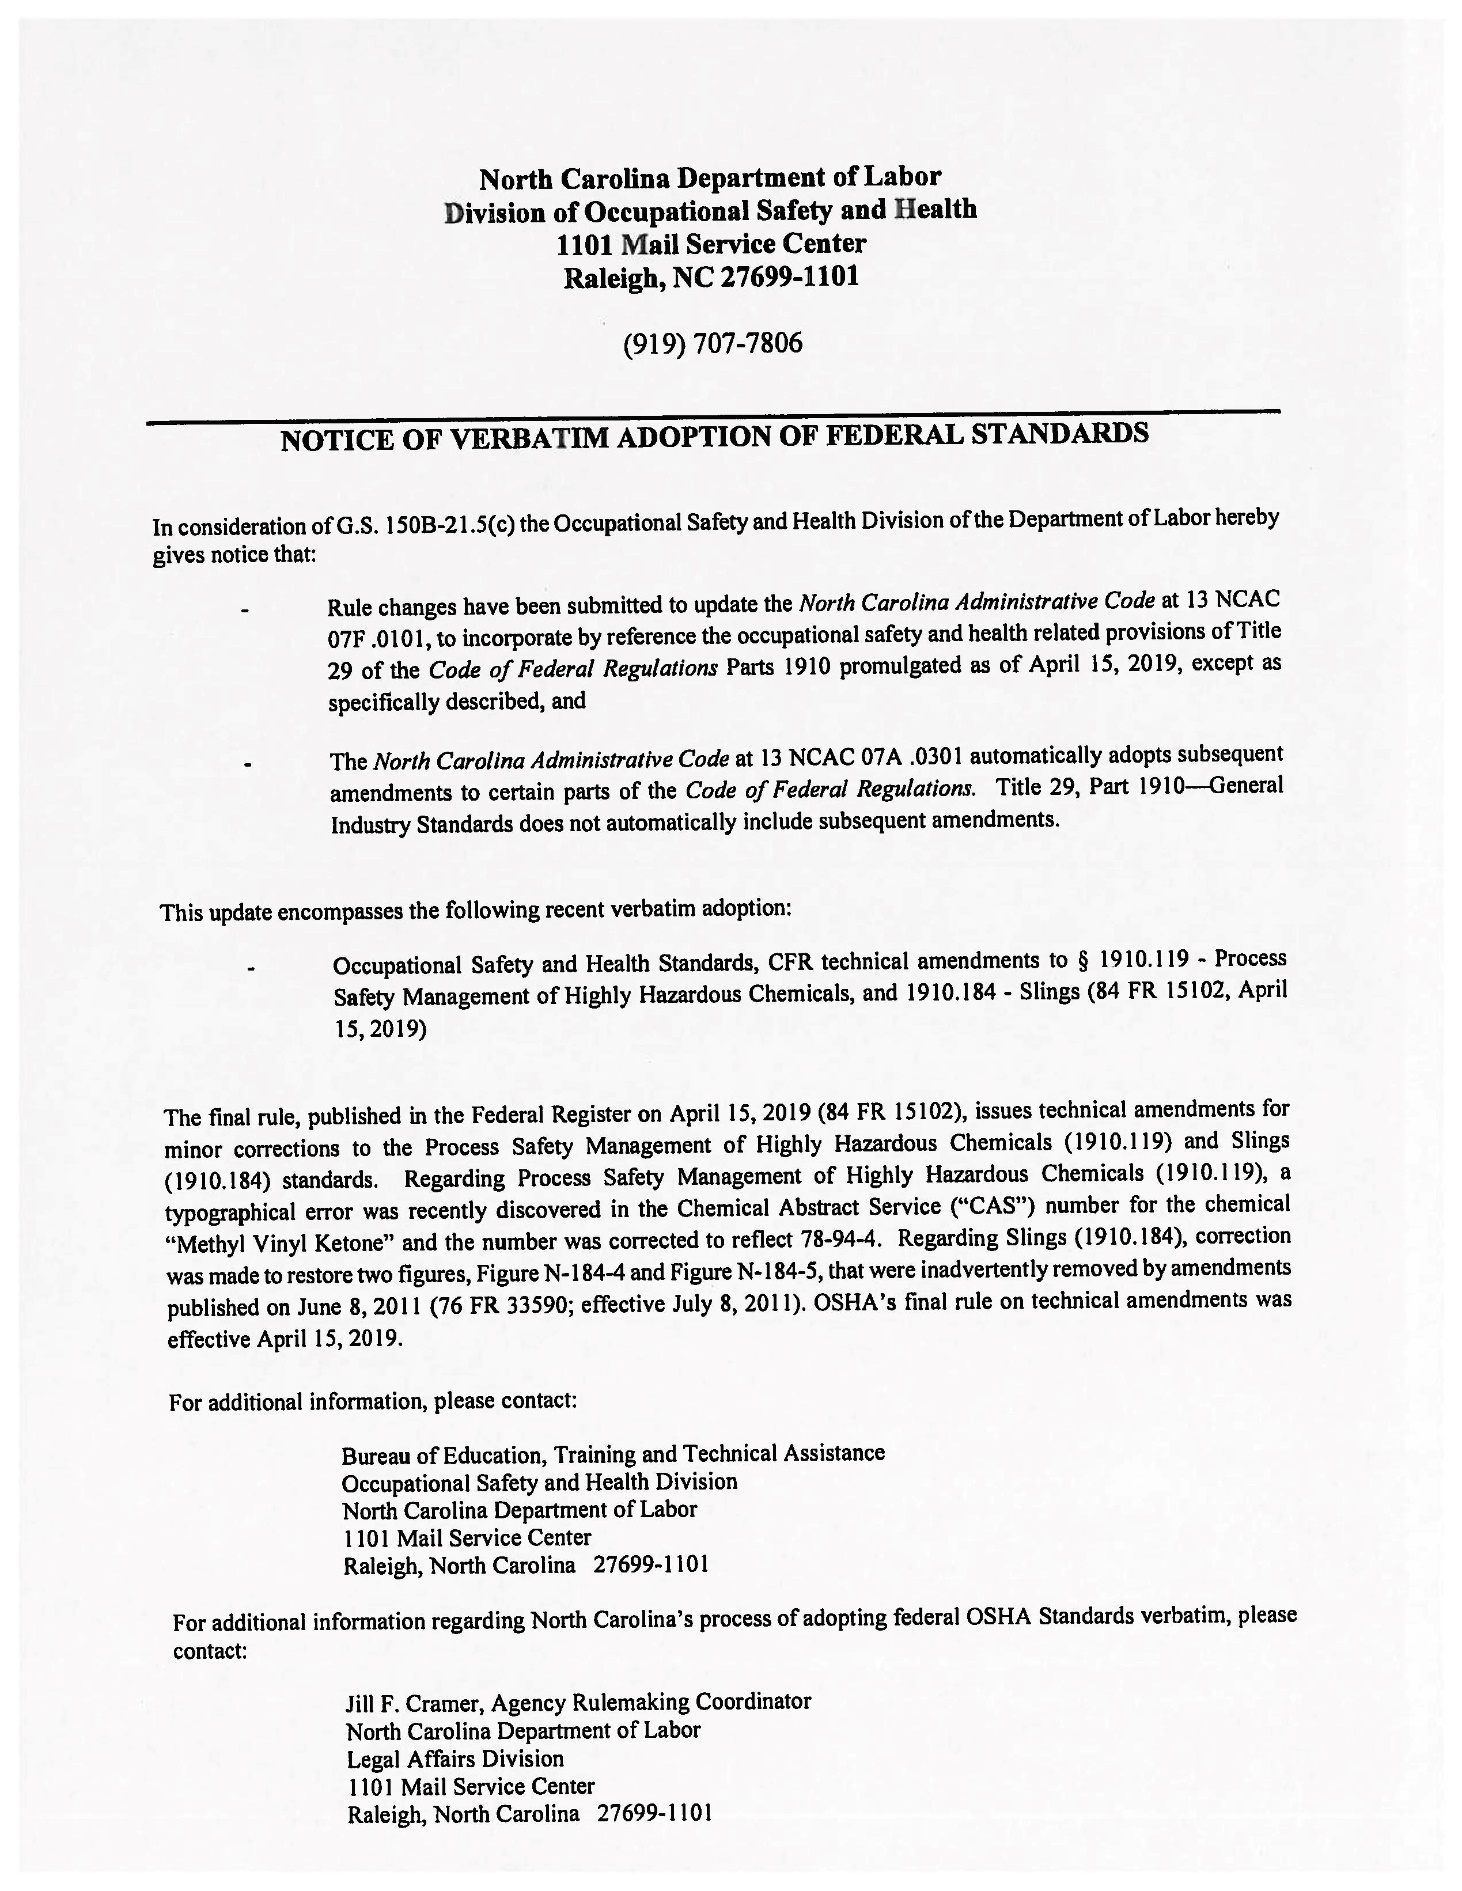 North Carolina Department of Labor
Division of Occupational Safety and Health
1101 Mail Service Center
Raleigh, NC 27699-1101
(919) 707-7806
NOTICE OF VERBATIM ADOPTION OF FEDERAL STANDARDS
In consideration of G.S. 150B-21.5(c) the Occupational Safety and Health Division of the Department of Labor hereby
gives notice that:
- Rule changes have been submitted to update the North Carolina Administrative Code at 13 NCAC
07F .0101, to incorporate by reference the occupational safety and health related provisions of Title
29 of the Code of Federal Regulations Parts 1910 promulgated as of April 15, 2019, except as
specifically described, and
- The North Carolina Administrative Code at 13 NCAC 07A .0301 automatically adopts subsequent
amendments to certain parts of the Code of Federal Regulations. Title 29, Part 1910—General
Industry Standards does not automatically include subsequent amendments.
This update encompasses the following recent verbatim adoption:
- Occupational Safety and Health Standards, CFR technical amendments to § 1910.119 - Process
Safety Management of Highly Hazardous Chemicals, and 1910.184 - Slings (84 FR 15102, April
15, 2019)
The final rule, published in the Federal Register on April 15, 2019 (84 FR 15102), issues technical amendments for
minor corrections to the Process Safety Management of Highly Hazardous Chemicals (1910.119) and Slings
(1910.184) standards. Regarding Process Safety Management of Highly Hazardous Chemicals (1910.119), a
typographical error was recently discovered in the Chemical Abstract Service (“CAS”) number for the chemical
“Methyl Vinyl Ketone” and the number was corrected to reflect 78-94-4. Regarding Slings (1910.184), correction
was made to restore two figures, Figure N-184-4 and Figure N-184-5, that were inadvertently removed by amendments
published on June 8, 2011 (76 FR 33590; effective July 8, 2011). OSHA’s final rule on technical amendments was
effective April 15, 2019.
For additional information, please contact:
Bureau of Education, Training and Technical Assistance
Occupational Safety and Health Division
North Carolina Department of Labor
1101 Mail Service Center
Raleigh, North Carolina 27699-1101
For additional information regarding North Carolina’s process of adopting federal OSHA Standards verbatim, please
contact:
Jill F. Cramer, Agency Rulemaking Coordinator
North Carolina Department of Labor
Legal Affairs Division
1101 Mail Service Center
Raleigh, North Carolina 27699-1101